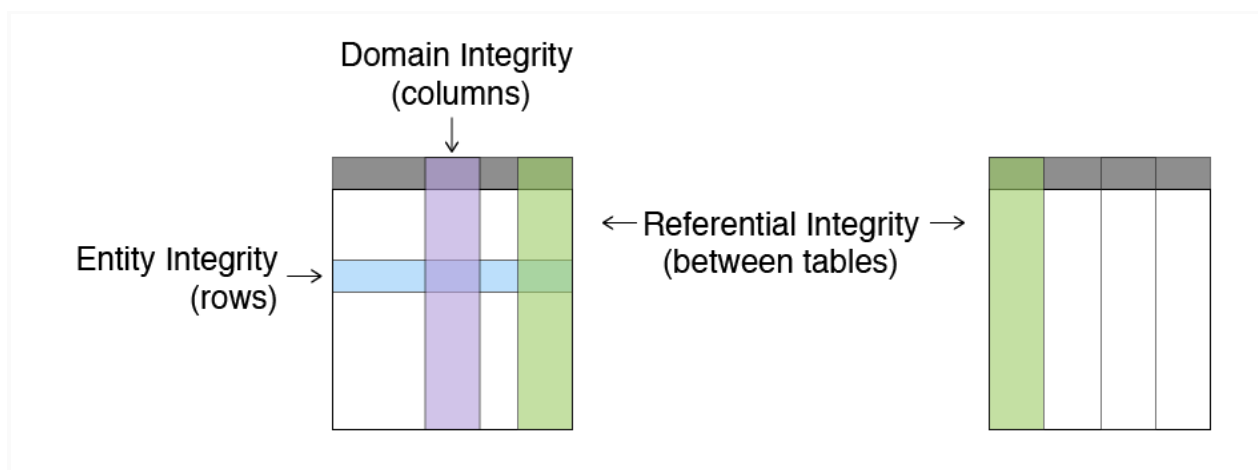 Domain Integrity
(columns)
Entity Integrity
(rows)
Referential Integrity
(between tables)